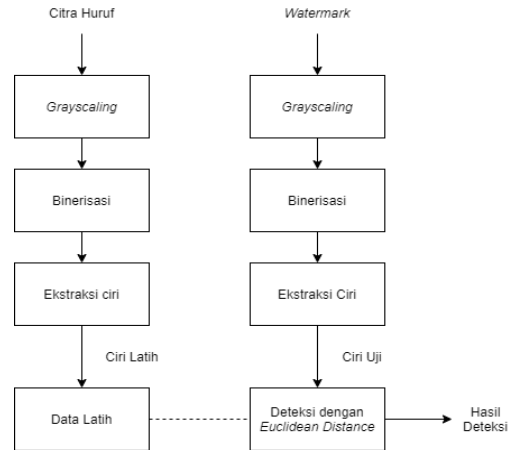 Citra Huruf
Watermark
Grayscaling
Grayscaling
Binerisasi
Binerisasi
Ekstraksi ciri
Ekstraksi Ciri
Ciri Latih
Ciri Uji
Data Latih
Deteksi dengan
Euclidean Distance
Hasil
Deteksi